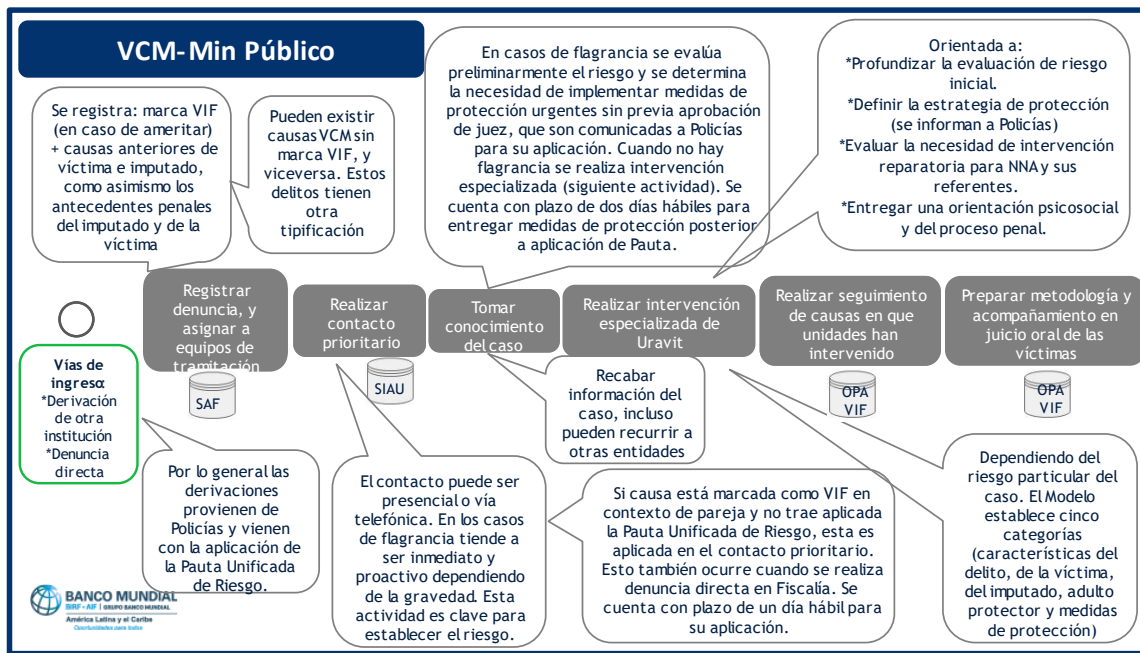 VCM-Min Público
Se registra: marca VIF
(en caso de ameritar)
+ causas anteriores de
víctima e imputado,
como asimismo los
antecedentes penales
del imputado y de la
víctima
Pueden existir
causas VCM sin
marca VIF, y
viceversa. Estos
delitos tienen
otra
tipificación
En casos de flagrancia se evalúa
preliminarmente el riesgo y se determina
la necesidad de implementar medidas de
protección urgentes sin previa aprobación
de juez, que son comunicadas a Policías
para su aplicación. Cuando no hay
flagrancia se realiza intervención
especializada (siguiente actividad). Se
cuenta con plazo de dos días hábiles para
entregar medidas de protección posterior
a aplicación de Pauta.
Orientada a:
*Profundizar la evaluación de riesgo
inicial.
*Definir la estrategia de protección
(se informan a Policías)
*Evaluar la necesidad de intervención
reparatoria para NNA y sus
referentes.
*Entregar una orientación psicosocial
y del proceso penal.
Registrar
denuncia, y
asignar a
equipos de
tramitación
Realizar
contacto
prioritario
Tomar
conocimiento
del caso
Realizar intervención
especializada de
Uravit
Realizar seguimiento
de causas en que
unidades han
intervenido
Preparar metodología y
acompañamiento en
juicio oral de las
víctimas
Vías de
ingreso:
*Derivación
de otra
institución
*Denuncia
directa
SAF
SIAU
OPA
VIF
OPA
VIF
Recabar
información del
caso, incluso
pueden recurrir a
otras entidades
Por lo general las
derivaciones
provienen de
Policías y vienen
con la aplicación de
la Pauta Unificada
de Riesgo.
El contacto puede ser
presencial o vía
telefónica. En los casos
de flagrancia tiende a
ser inmediato y
proactivo dependiendo
de la gravedad. Esta
actividad es clave para
establecer el riesgo.
Si causa está marcada como VIF en
contexto de pareja y no trae aplicada
la Pauta Unificada de Riesgo, esta es
aplicada en el contacto prioritario.
Esto también ocurre cuando se realiza
denuncia directa en Fiscalía. Se
cuenta con plazo de un día hábil para
su aplicación.
Dependiendo del
riesgo particular del
caso. El Modelo
establece cinco
categorías
(características del
delito, de la víctima,
del imputado, adulto
protector y medidas
de protección)
BANCO MUNDIAL
BIRF • AIF | GRUPO BANCO MUNDIAL
América Latina y el Caribe
Oportunidades para todos